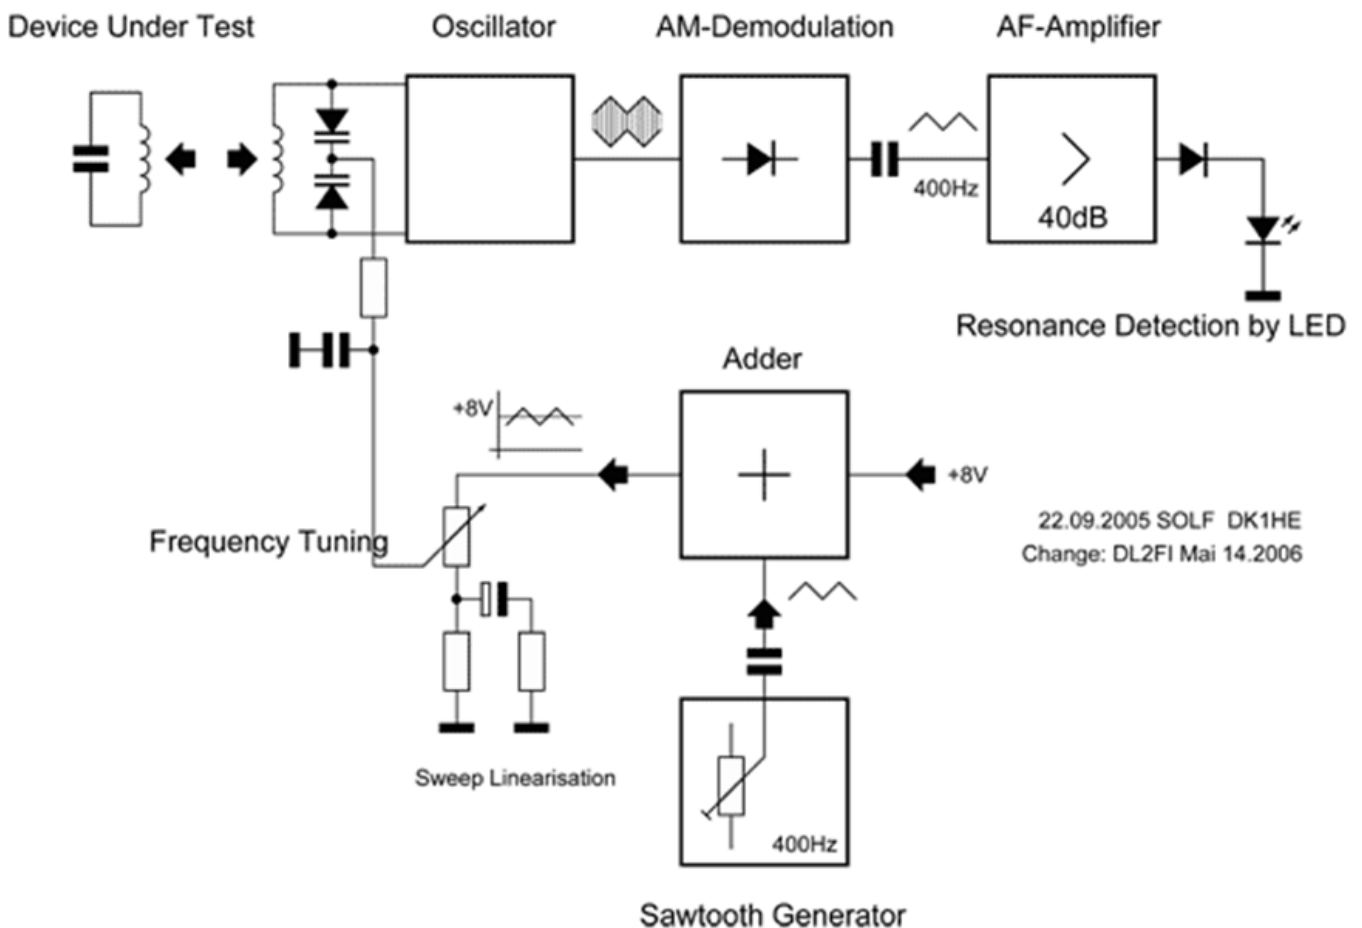 Device Under Test
Oscillator
AM-Demodulation
AF-Amplifier
400Hz
40dB
Resonance Detection by LED
Adder
+8V
+8V
22.09.2005 SOLF DK1HE
Change: DL2FI Mai 14.2006
Frequency Tuning
Sweep Linearisation
400Hz
Sawtooth Generator